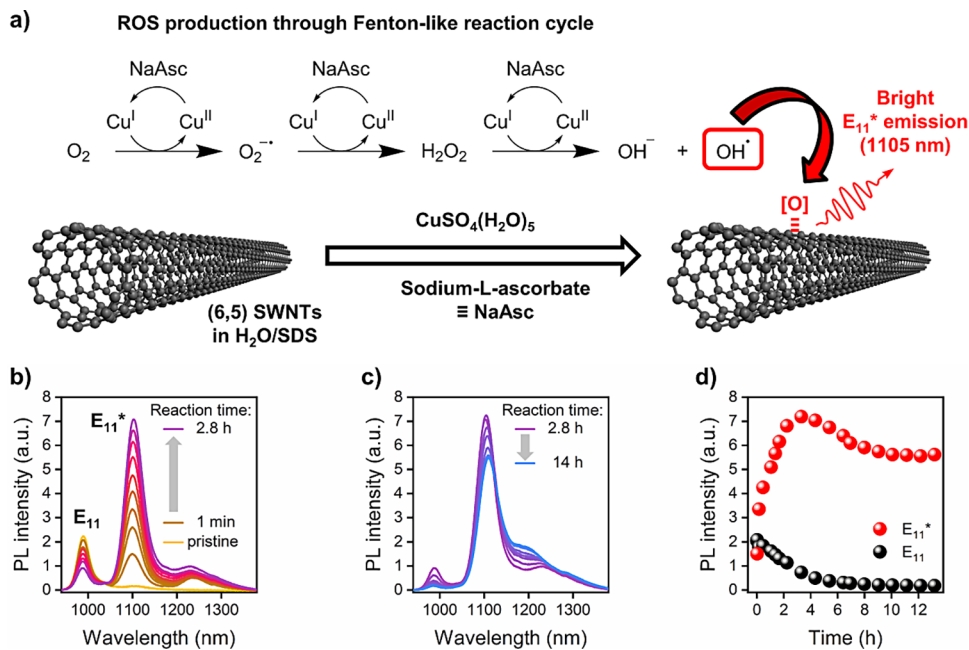 a)
ROS production through Fenton-like reaction cycle
NaAsc NaAsc NaAsc
Cu^I Cu^II Cu^I Cu^II Cu^I Cu^II
O₂ O₂^−• H₂O₂ OH^− + OH^•
Bright
E₁₁* emission
(1105 nm)
[O]
CuSO₄(H₂O)₅
Sodium-L-ascorbate
≡ NaAsc
(6,5) SWNTs
in H₂O/SDS
b)
PL intensity (a.u.)
8
7
6
5
4
3
2
1
0
E₁₁*
E₁₁
Reaction time:
2.8 h
1 min
pristine
1000 1100 1200 1300
Wavelength (nm)
c)
PL intensity (a.u.)
8
7
6
5
4
3
2
1
0
Reaction time:
2.8 h
14 h
1000 1100 1200 1300
Wavelength (nm)
d)
PL intensity (a.u.)
8
7
6
5
4
3
2
1
0
E₁₁*
E₁₁
0 2 4 6 8 10 12
Time (h)